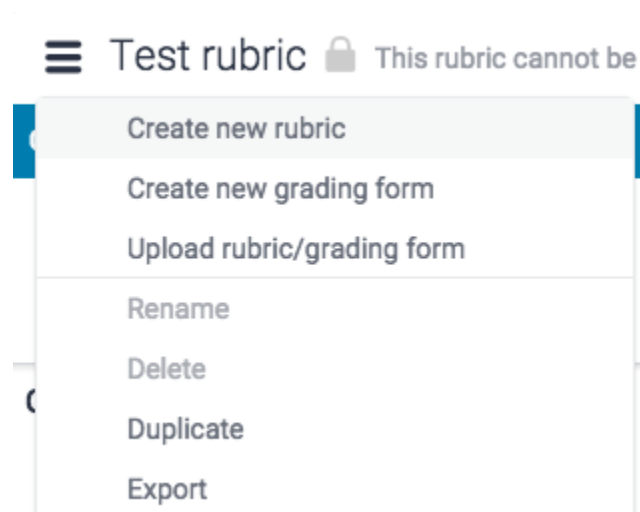 Test rubric This rubric cannot be
Create new rubric
Create new grading form
Upload rubric/grading form
Rename
Delete
Duplicate
Export